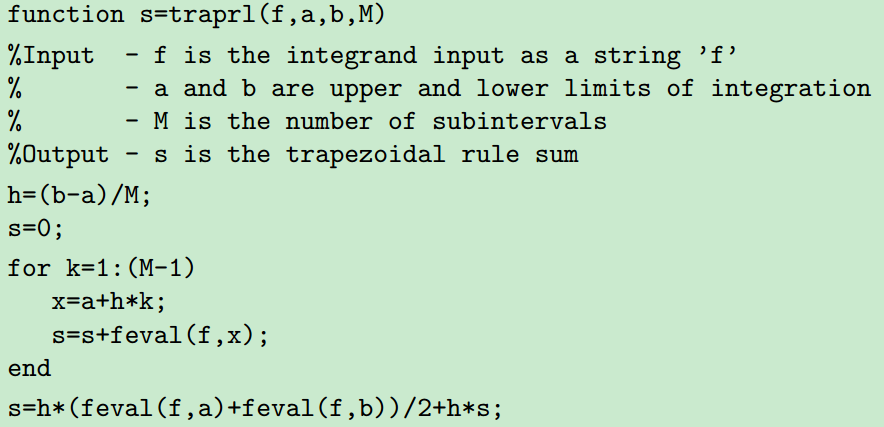 function s=traprl(f,a,b,M)
%Input  - f is the integrand input as a string ’f’
%       - a and b are upper and lower limits of integration
%       - M is the number of subintervals
%Output - s is the trapezoidal rule sum
h=(b-a)/M;
s=0;
for k=1:(M-1)
   x=a+h*k;
   s=s+feval(f,x);
end
s=h*(feval(f,a)+feval(f,b))/2+h*s;